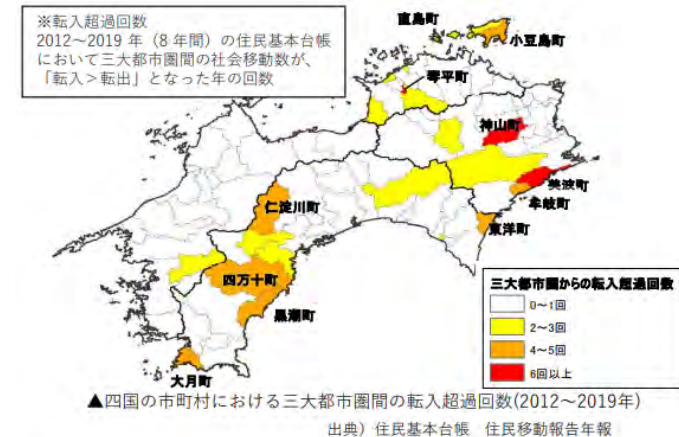 ※転入超過回数
2012～2019 年（8 年間）の住民基本台帳
において三大都市圏間の社会移動数が、
「転入＞転出」となった年の回数
直島町
小豆島町
琴平町
神山町
美波町
牟岐町
東洋町
仁淀川町
四万十町
黒潮町
大月町
三大都市圏からの転入超過回数
0～1回
2～3回
4～5回
6回以上
▲四国の市町村における三大都市圏間の転入超過回数(2012～2019年)
出典）住民基本台帳 住民移動報告年報